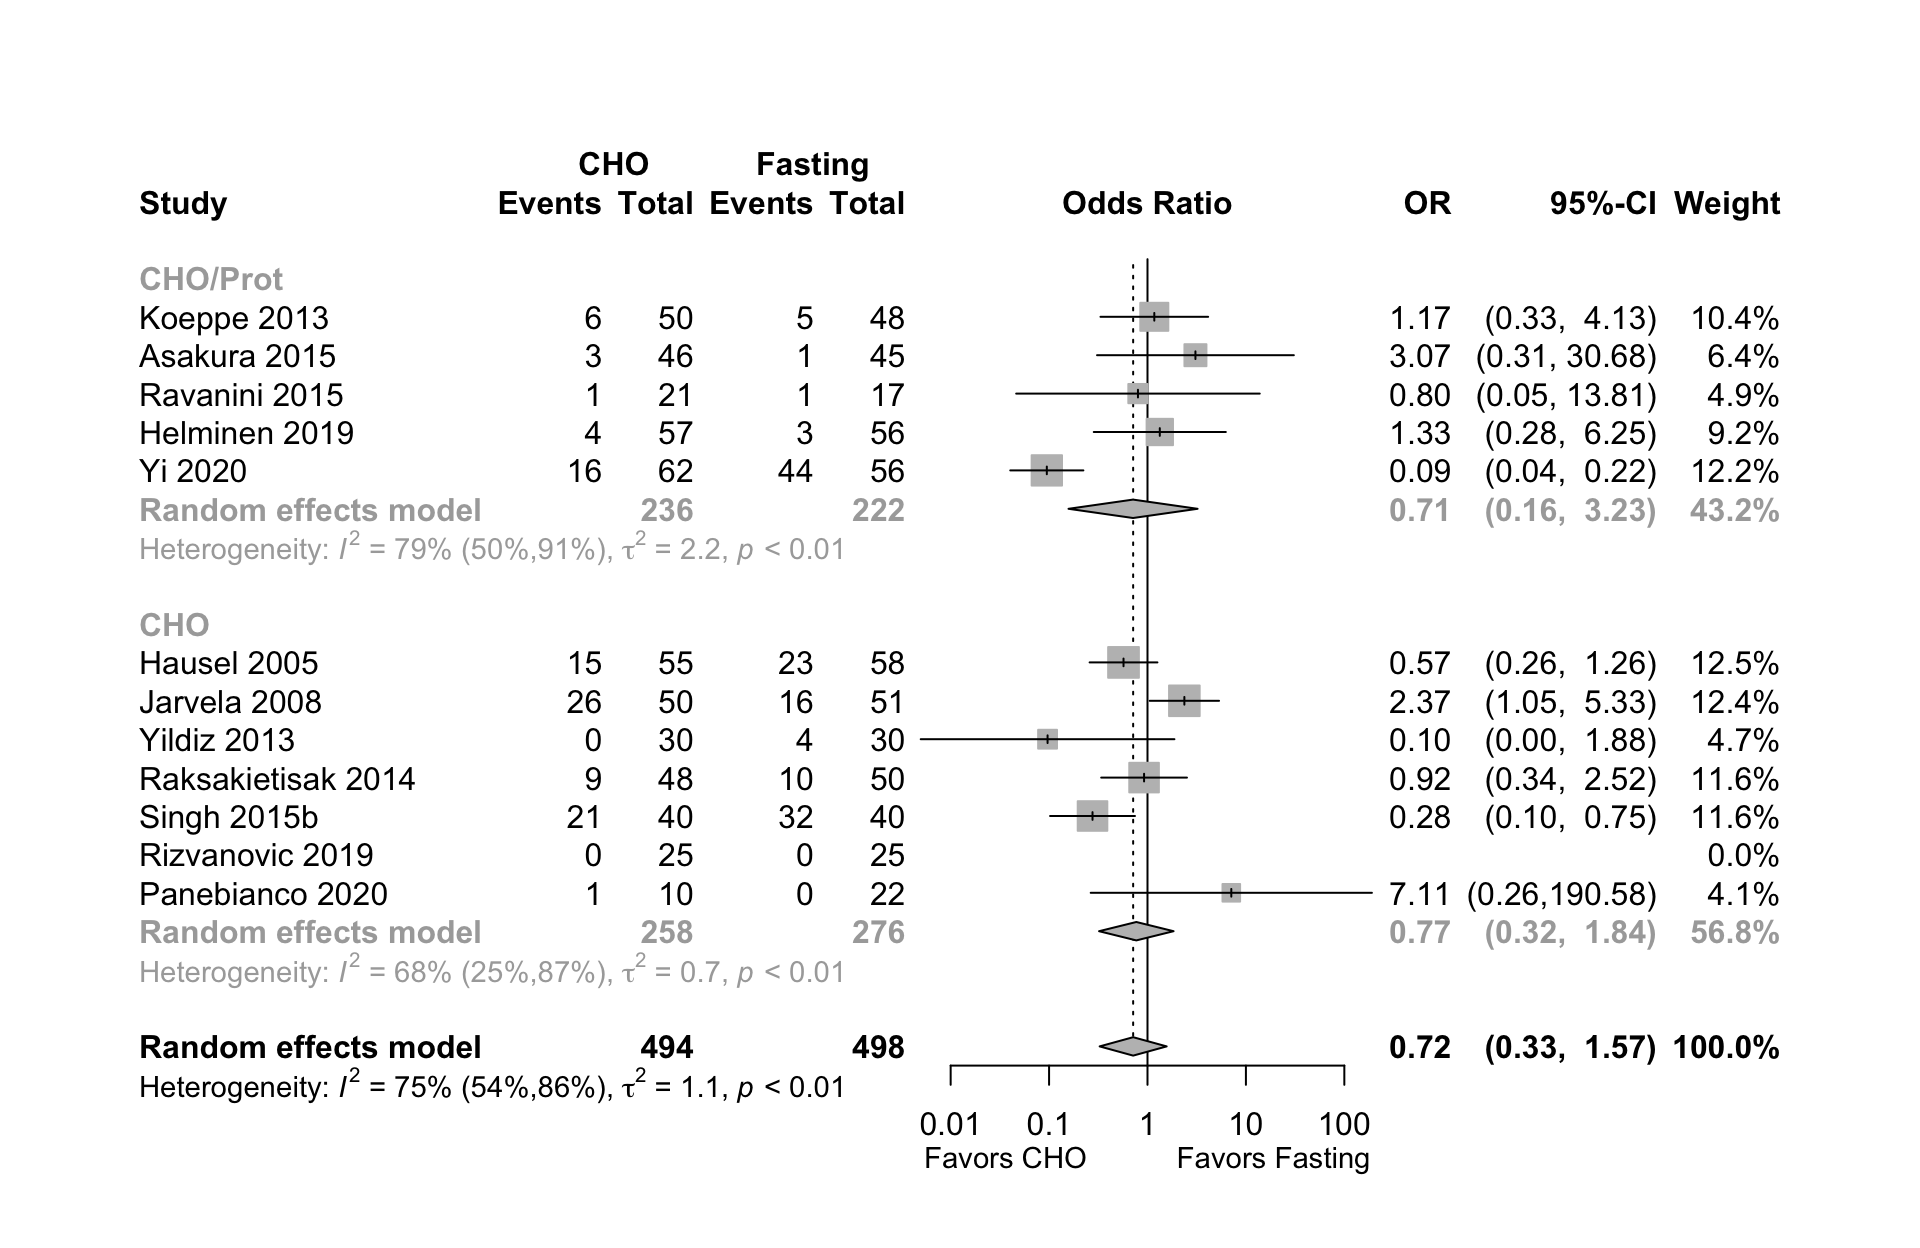 CHO Fasting
Study Events Total Events Total Odds Ratio OR 95%-CI Weight
CHO/Prot
Koeppe 2013 6 50 5 48 1.17 (0.33, 4.13) 10.4%
Asakura 2015 3 46 1 45 3.07 (0.31, 30.68) 6.4%
Ravanini 2015 1 21 1 17 0.80 (0.05, 13.81) 4.9%
Helminen 2019 4 57 3 56 1.33 (0.28, 6.25) 9.2%
Yi 2020 16 62 44 56 0.09 (0.04, 0.22) 12.2%
Random effects model 236 222 0.71 (0.16, 3.23) 43.2%
Heterogeneity: I² = 79% (50%,91%), τ² = 2.2, p < 0.01
CHO
Hausel 2005 15 55 23 58 0.57 (0.26, 1.26) 12.5%
Jarvela 2008 26 50 16 51 2.37 (1.05, 5.33) 12.4%
Yildiz 2013 0 30 4 30 0.10 (0.00, 1.88) 4.7%
Raksakietisak 2014 9 48 10 50 0.92 (0.34, 2.52) 11.6%
Singh 2015b 21 40 32 40 0.28 (0.10, 0.75) 11.6%
Rizvanovic 2019 0 25 0 25 0.0%
Panebianco 2020 1 10 0 22 7.11 (0.26,190.58) 4.1%
Random effects model 258 276 0.77 (0.32, 1.84) 56.8%
Heterogeneity: I² = 68% (25%,87%), τ² = 0.7, p < 0.01
Random effects model 494 498 0.72 (0.33, 1.57) 100.0%
Heterogeneity: I² = 75% (54%,86%), τ² = 1.1, p < 0.01
0.01 0.1 1 10 100
Favors CHO Favors Fasting